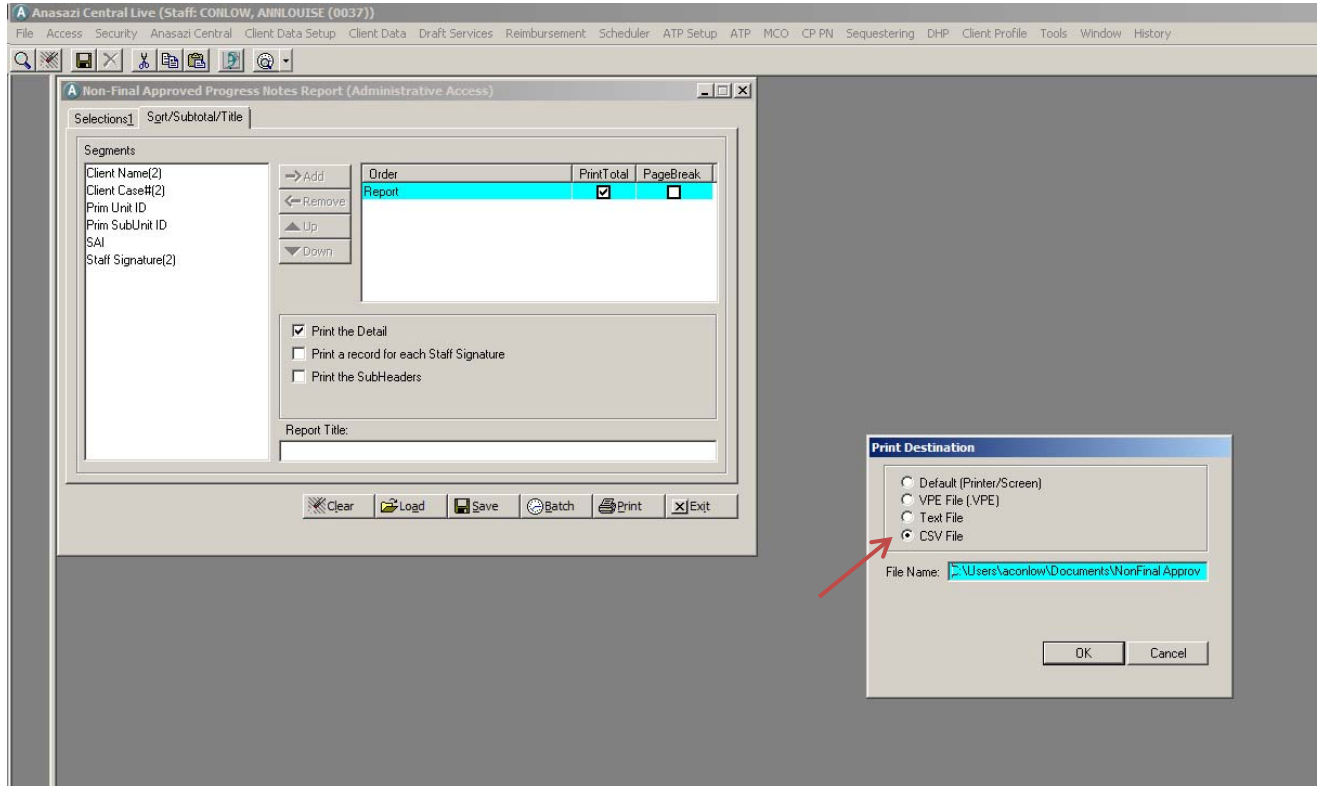 Anasazi Central Live (Staff: CONLOW, ANNLOUISE (0037))
File Access Security Anasazi Central Client Data Setup Client Data Draft Services Reimbursement Scheduler ATP Setup ATP MCO CP PN Sequestering DHP Client Profile Tools Window History
Non-Final Approved Progress Notes Report (Administrative Access)
Selections1 Sort/Subtotal/Title
Segments
Client Name(2)
Client Case#(2)
Prim Unit ID
Prim SubUnit ID
SAI
Staff Signature(2)
Add
Remove
Up
Down
Order PrintTotal PageBreak
Report
Print the Detail
Print a record for each Staff Signature
Print the SubHeaders
Report Title:
Clear Load Save Batch Print Exit
Print Destination
Default (Printer/Screen)
VPE File (.VPE)
Text File
CSV File
File Name: C:\Users\aconlow\Documents\NonFinal Approv
OK Cancel